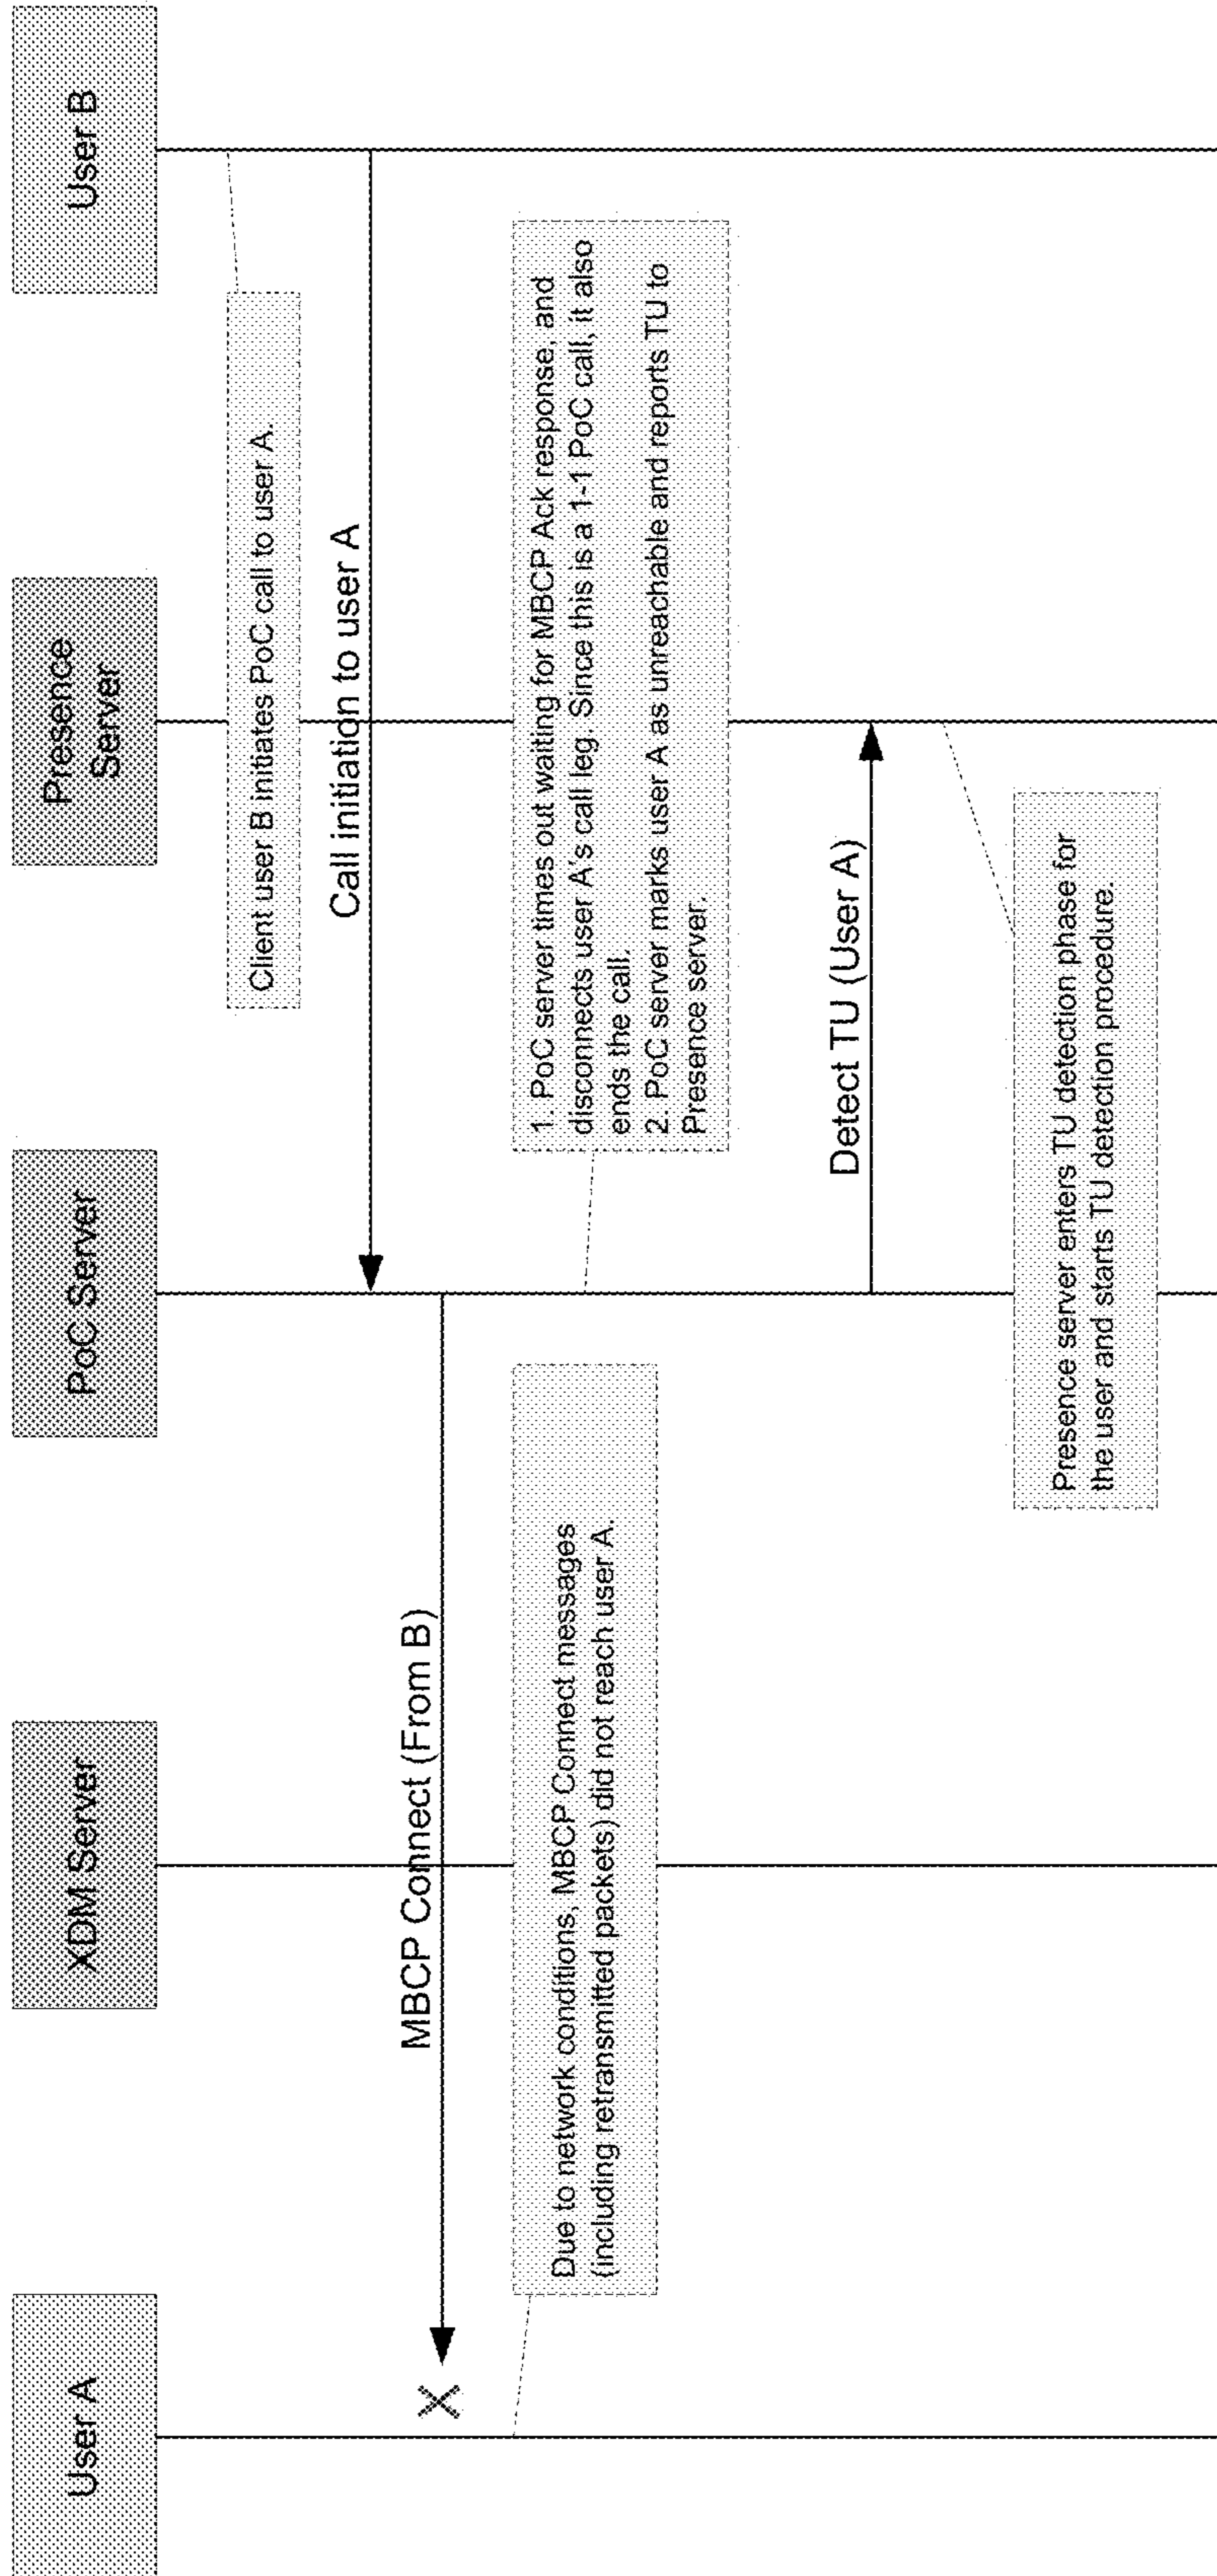 User A
XDM Server
PoC Server
Presence
Server
User B
Client user B initiates PoC call to user A.
Call initiation to user A
MBCP Connect (From B)
X
Due to network conditions, MBCP Connect messages
(including retransmitted packets) did not reach user A.
1. PoC server times out waiting for MBCP Ack response, and
disconnects user A's call leg. Since this is a 1-1 PoC call, it also
ends the call.
2. PoC server marks user A as unreachable and reports TU to
Presence server.
Detect TU (User A)
Presence server enters TU detection phase for
the user and starts TU detection procedure.